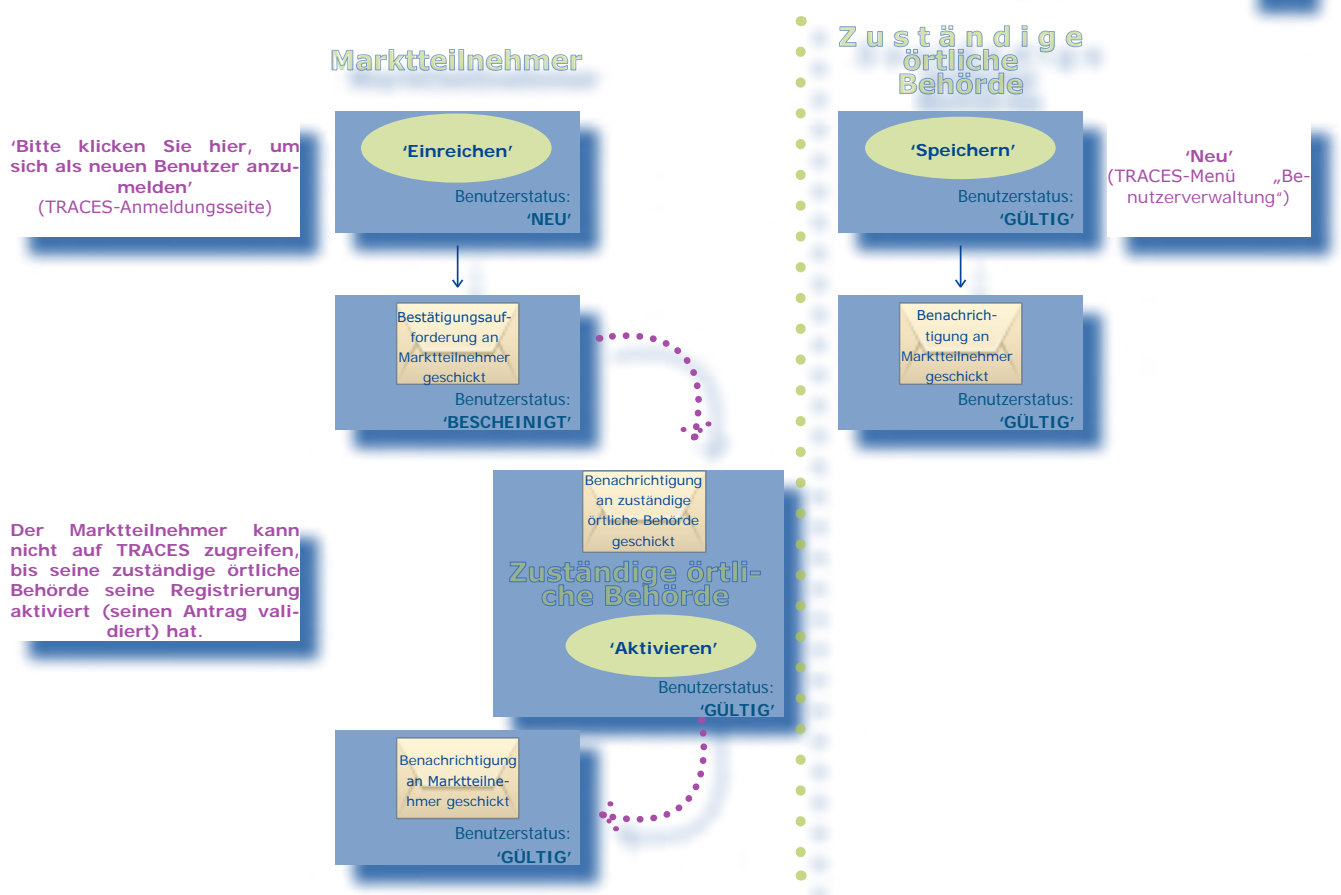 Marktteilnehmer
‘Bitte klicken Sie hier, um
sich als neuen Benutzer anzu-
melden’
(TRACES-Anmeldungsseite)
‘Einreichen’
Benutzerstatus:
‘NEU’
Bestätigungsauf-
forderung an
Marktteilnehmer
geschickt
Benutzerstatus:
‘BESCHEINIGT’
Benachrichtigung
an zuständige
örtliche Behörde
geschickt
Zuständige örtli-
che Behörde
‘Aktivieren’
Benutzerstatus:
‘GÜLTIG’
Der Marktteilnehmer kann
nicht auf TRACES zugreifen,
bis seine zuständige örtliche
Behörde seine Registrierung
aktiviert (seinen Antrag vali-
diert) hat.
Benachrichtigung
an Marktteilne-
hmer geschickt
Benutzerstatus:
‘GÜLTIG’
Zuständige
örtliche
Behörde
‘Speichern’
Benutzerstatus:
‘GÜLTIG’
‘Neu’
(TRACES-Menü „Be-
nutzerverwaltung“)
Benachrich-
tigung an
Marktteilnehmer
geschickt
Benutzerstatus:
‘GÜLTIG’